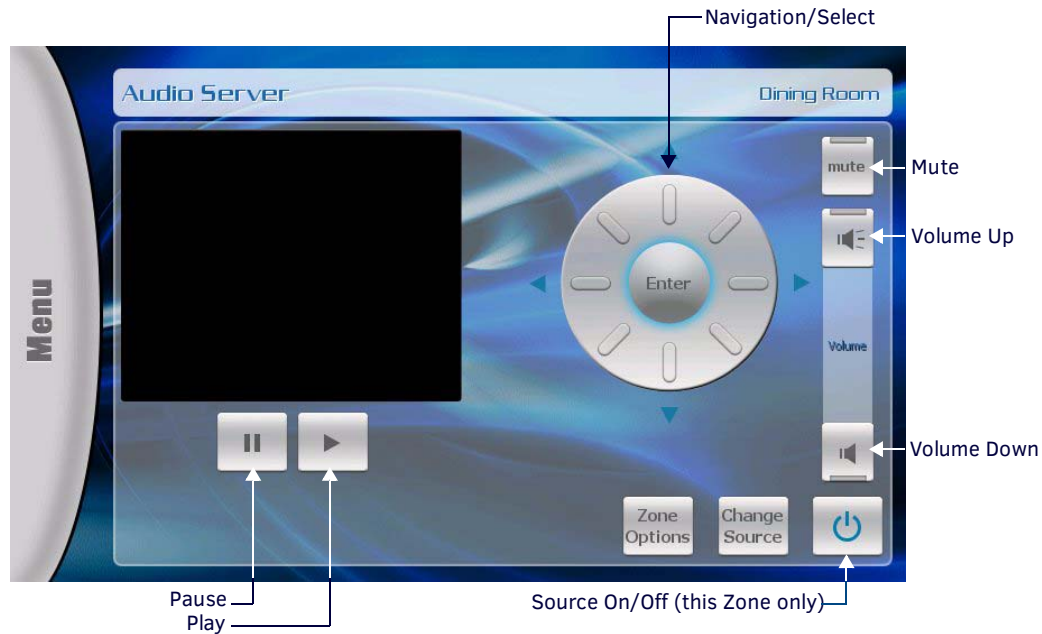 Navigation/Select
Audio Server
Dining Room
mute
Mute
Volume Up
Enter
Menu
Volume
Volume Down
Zone
Options
Change
Source
Pause
Play
Source On/Off (this Zone only)